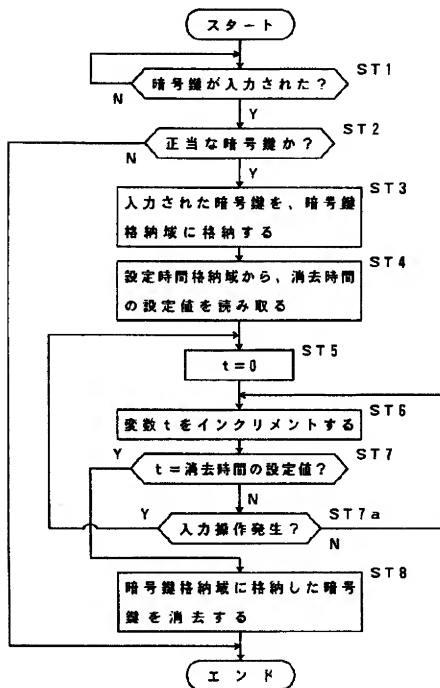 スタート
ST1
暗号鍵が入力された?
N
Y
ST2
正当な暗号鍵か?
N
Y
ST3
入力された暗号鍵を、暗号鍵
格納域に格納する
ST4
設定時間格納域から、消去時間
の設定値を読み取る
ST5
t=0
ST6
変数tをインクリメントする
ST7
Y
t=消去時間の設定値?
N
ST7a
Y
入力操作発生?
N
ST8
暗号鍵格納域に格納した暗号
鍵を消去する
エンド